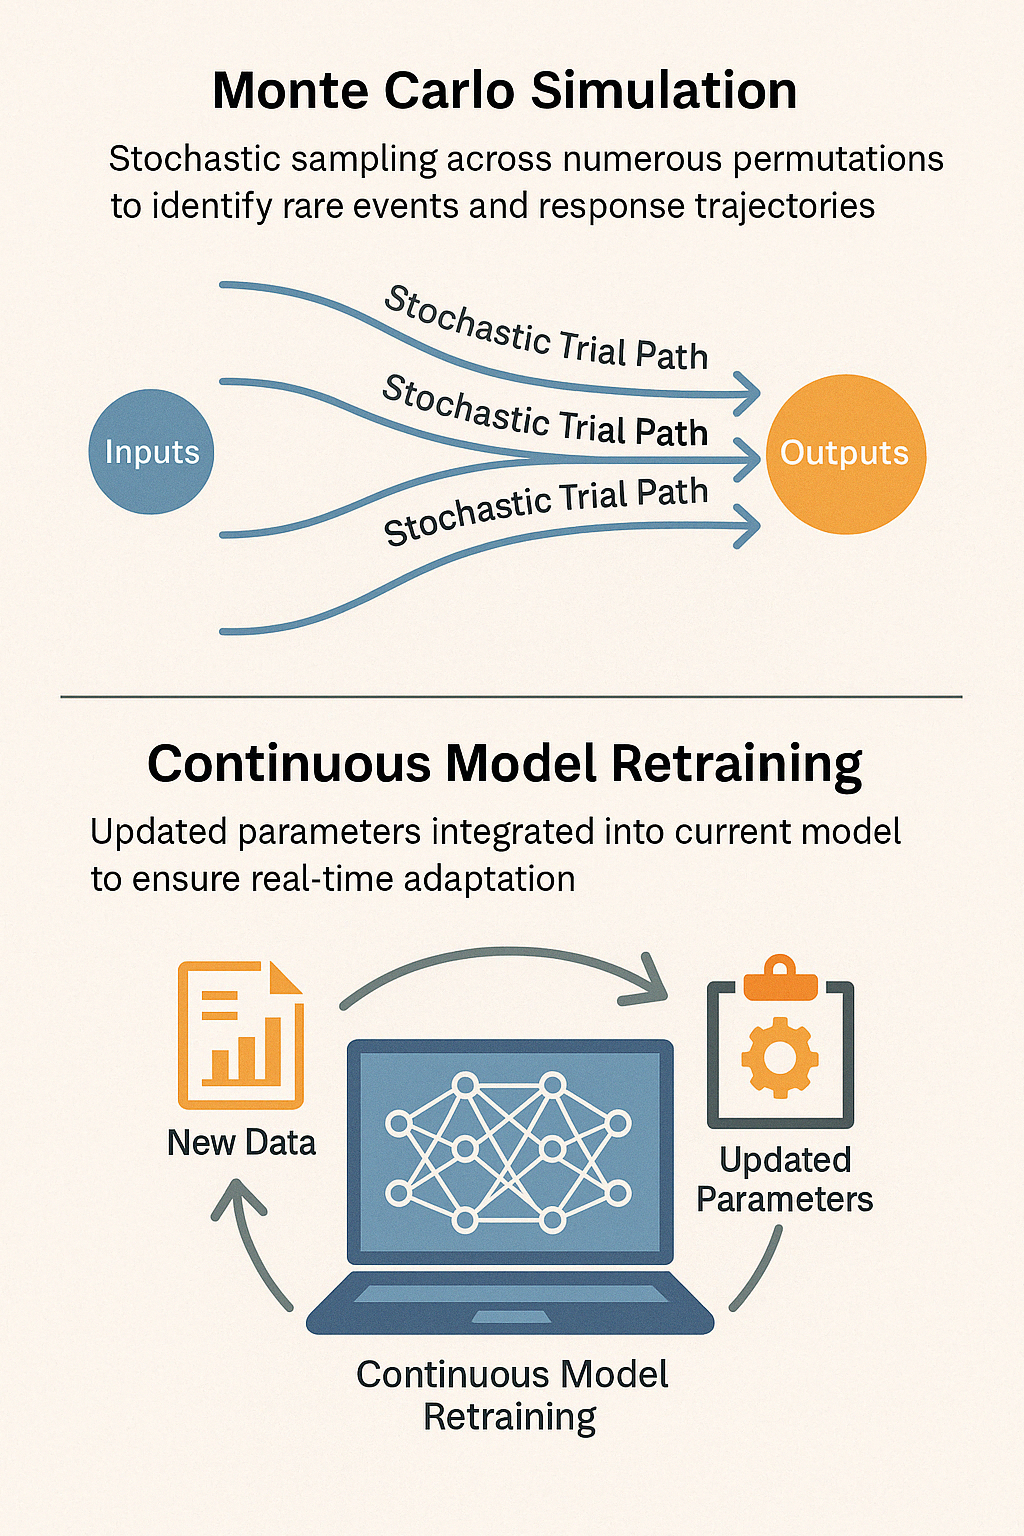 Monte Carlo Simulation
Stochastic sampling across numerous permutations
to identify rare events and response trajectories
Stochastic Trial Path
Stochastic Trial Path
Inputs
Outputs
Stochastic Trial Path
Continuous Model Retraining
Updated parameters integrated into current model
to ensure real-time adaptation
New Data
Updated
Parameters
Continuous Model
Retraining